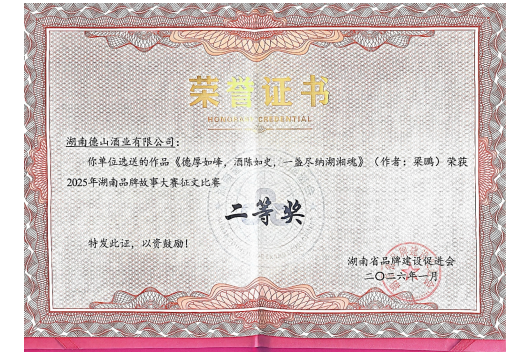 荣誉证书
HONORARY CREDENTIAL
湖南德山酒业有限公司：
你单位选送的作品《德厚如峰，酒陈如史，一盏尽纳湖湘魂》（作者：梁鹏）荣获
2025年湖南品牌故事大赛征文比赛
二等奖
特发此证，以资鼓励！
湖南省品牌建设促进会
二〇二六年一月